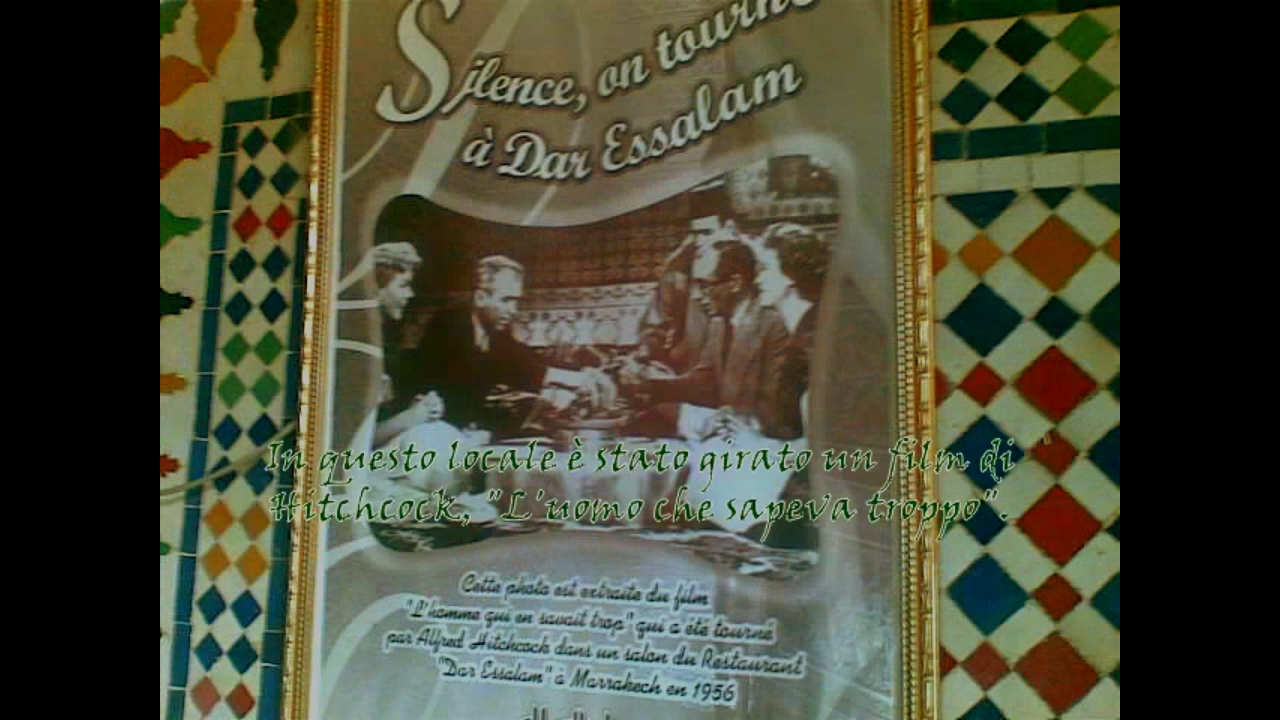 Silence, on tourne
à Dar Essalam
In questo locale è stato girato un film di
Hitchcock, "L'uomo che sapeva troppo".
Cette photo est extraite du film
"L'homme qui en savait trop" qui a été tourné
par Alfred Hitchcock dans un salon du Restaurant
"Dar Essalam" à Marrakech en 1956